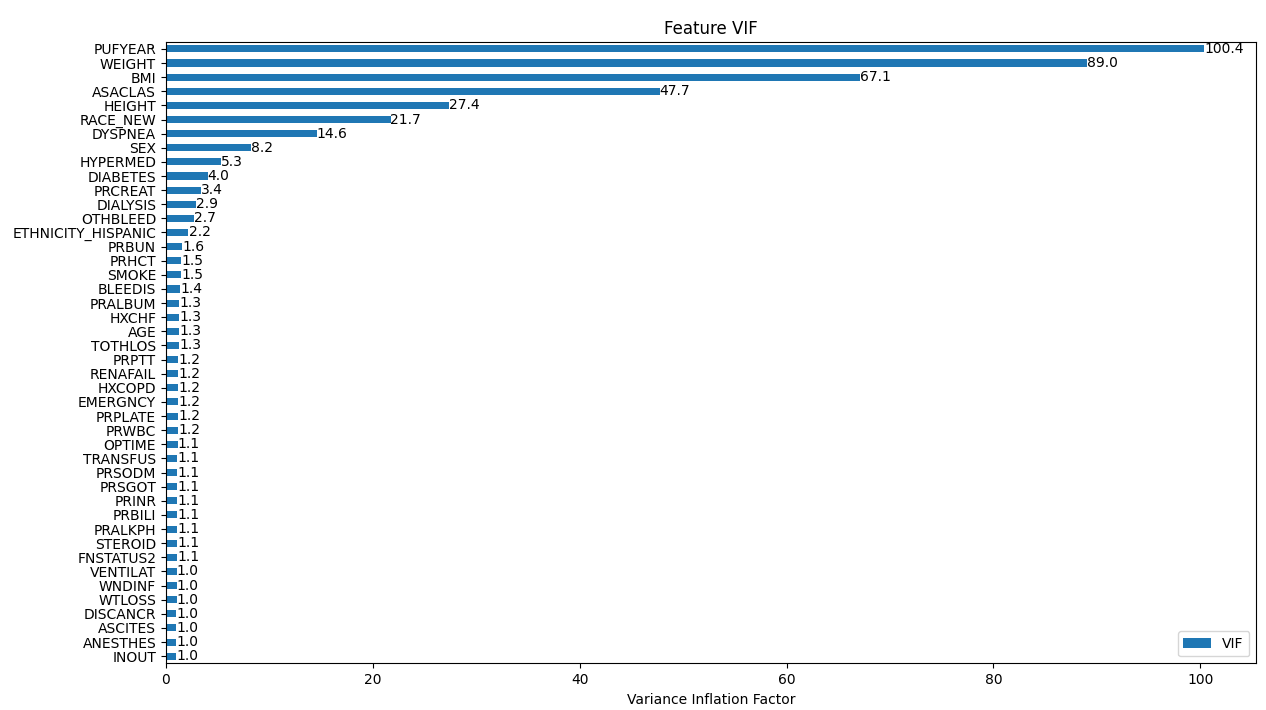 Feature VIF
PUFYEAR 100.4
WEIGHT 89.0
BMI 67.1
ASACLAS 47.7
HEIGHT 27.4
RACE_NEW 21.7
DYSPNEA 14.6
SEX 8.2
HYPERMED 5.3
DIABETES 4.0
PRCREAT 3.4
DIALYSIS 2.9
OTHBLEED 2.7
ETHNICITY_HISPANIC 2.2
PRBUN 1.6
PRHCT 1.5
SMOKE 1.5
BLEEDIS 1.4
PRALBUM 1.3
HXCHF 1.3
AGE 1.3
TOTHLOS 1.3
PRPTT 1.2
RENAFAIL 1.2
HXCOPD 1.2
EMERGNCY 1.2
PRPLATE 1.2
PRWBC 1.2
OPTIME 1.1
TRANSFUS 1.1
PRSODM 1.1
PRSGOT 1.1
PRINR 1.1
PRBILI 1.1
PRALKPH 1.1
STEROID 1.1
FNSTATUS2 1.1
VENTILAT 1.0
WNDINF 1.0
WTLOSS 1.0
DISCANCR 1.0
ASCITES 1.0
ANESTHES 1.0
INOUT 1.0
VIF
0 20 40 60 80 100
Variance Inflation Factor